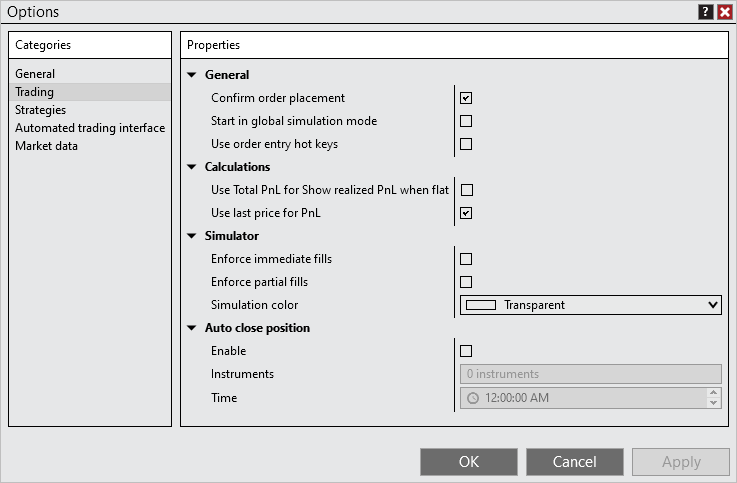 Options
?
Categories
General
Trading
Strategies
Automated trading interface
Market data
Properties
General
Confirm order placement
Start in global simulation mode
Use order entry hot keys
Calculations
Use Total PnL for Show realized PnL when flat
Use last price for PnL
Simulator
Enforce immediate fills
Enforce partial fills
Simulation color Transparent
Auto close position
Enable
Instruments 0 instruments
Time 12:00:00 AM
OK Cancel Apply